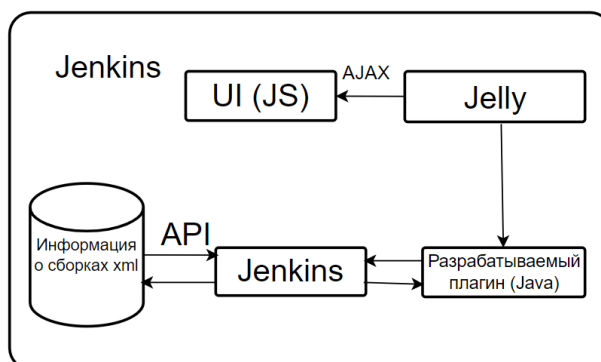 Jenkins
AJAX
UI (JS)
Jelly
Информация
о сборках xml
API
Jenkins
Разрабатываемый
плагин (Java)